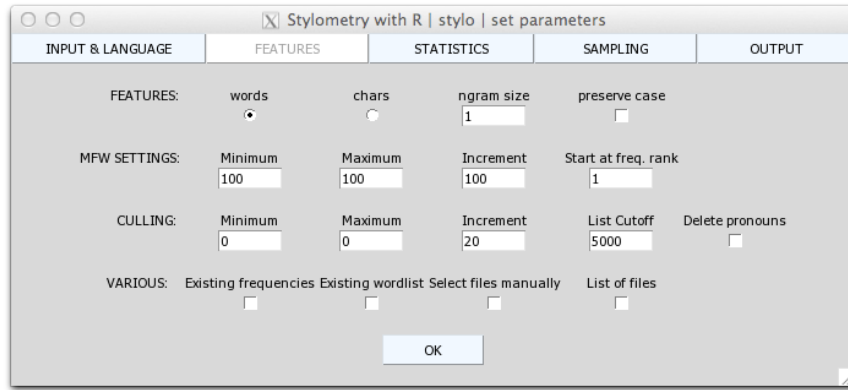 Stylometry with R | stylo | set parameters
INPUT & LANGUAGE FEATURES STATISTICS SAMPLING OUTPUT
FEATURES: words chars ngram size preserve case
1
MFW SETTINGS: Minimum Maximum Increment Start at freq. rank
100 100 100 1
CULLING: Minimum Maximum Increment List Cutoff Delete pronouns
0 0 20 5000
VARIOUS: Existing frequencies Existing wordlist Select files manually List of files
OK